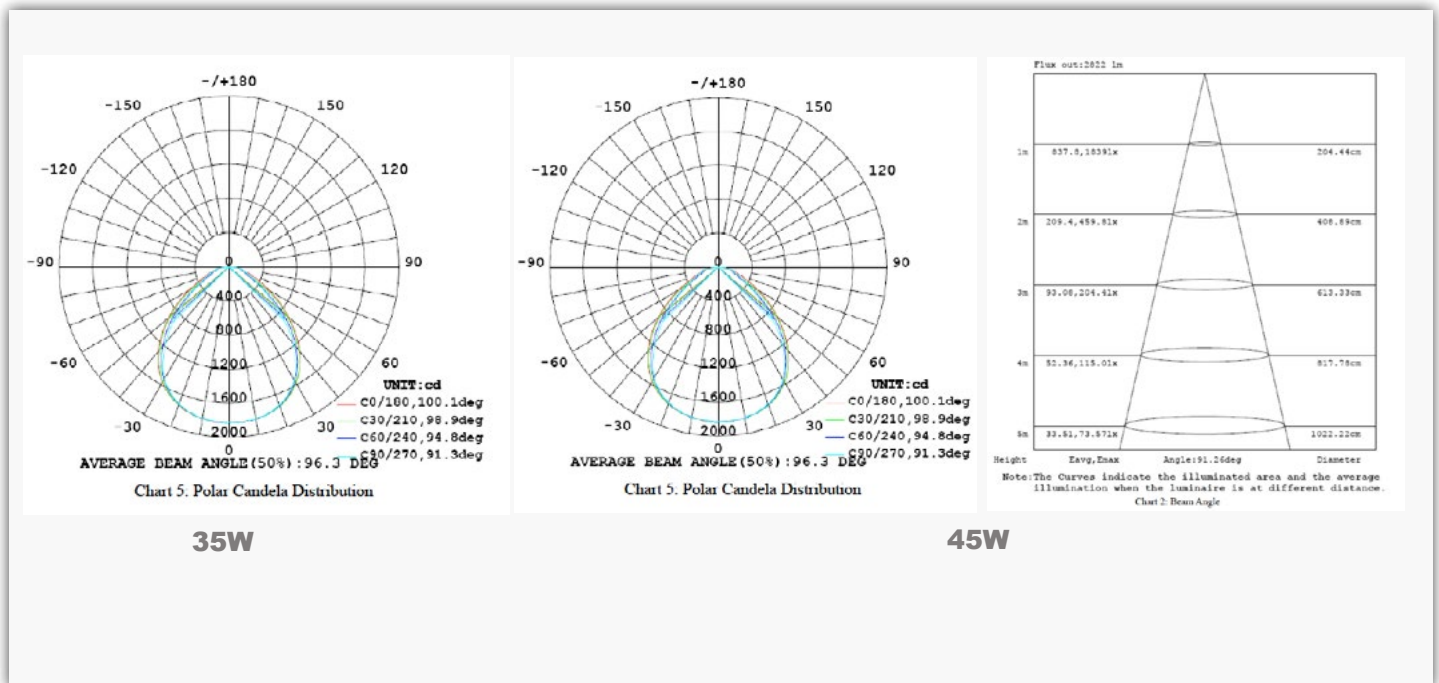 -/+180
-150
150
-120
120
-90
0
90
400
800
-60
1200
60
1600
-30
2000
30
0
UNIT:cd
C0/180,100.1deg
C30/210,98.9deg
C60/240,94.8deg
C90/270,91.3deg
AVERAGE BEAM ANGLE(50%):96.3 DEG
Chart 5: Polar Candela Distribution
35W
-/+180
-150
150
-120
120
-90
0
90
400
800
-60
1200
60
1600
-30
2000
30
0
UNIT:cd
C0/180,100.1deg
C30/210,98.9deg
C60/240,94.8deg
C90/270,91.3deg
AVERAGE BEAM ANGLE(50%):96.3 DEG
Chart 5: Polar Candela Distribution
Flux out:2822 lm
1m 837.8,1839lx 204.44cm
2m 209.4,459.8lx 408.89cm
3m 93.08,204.4lx 613.33cm
4m 52.36,115.0lx 817.78cm
5m 33.51,73.57lx 1022.22cm
Height Eavg,Emax Angle:91.26deg Diameter
Note:The Curves indicate the illuminated area and the average
illumination when the luminaire is at different distance.
Chart 2: Beam Angle
45W